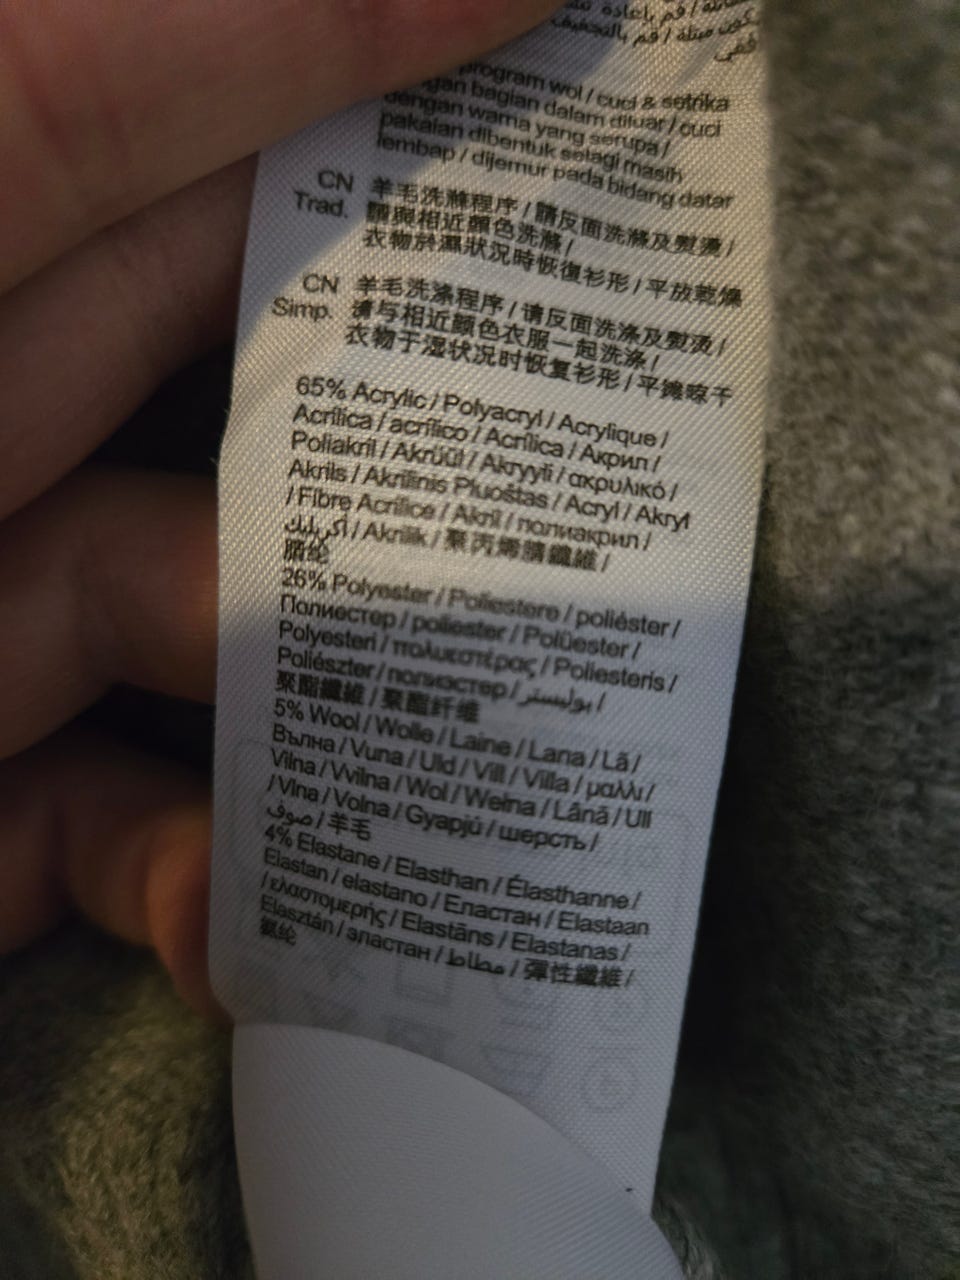 program wol / cuci & setrika
dengan bagian dalam diluar / cuci
dengan warna yang serupa /
pakaian dibentuk selagi masih
lembap / dijemur pada bidang datar
CN 羊毛洗滌程序 / 請反面洗滌及熨燙 /
Trad. 請與相近顏色洗滌 /
衣物於濕狀況時恢復衫形 / 平放乾燥
CN 羊毛洗涤程序 / 请反面洗涤及熨烫 /
Simp. 请与相近颜色衣服一起洗涤 /
衣物于湿状况时恢复衫形 / 平摊晾干
65% Acrylic / Polyacryl / Acrylique /
Acrílica / acrílico / Acrílica / Акрил /
Poliakril / Akrüül / Akryyli / ακρυλικό /
Akrils / Akrilinis Pluoštas / Acryl / Akryl
/ Fibre Acrilice / Akril / полиакрил /
أكريليك / Akrilik / 聚丙烯腈纖維 /
腈纶
26% Polyester / Poliestere / poliéster /
Полиестер / poliester / Polüester /
Polyesteri / πολυεστέρας / Poliesteris /
Poliészter / полиэстер / بوليستر /
聚酯纖維 / 聚酯纤维
5% Wool / Wolle / Laine / Lana / Lã /
Вълна / Vuna / Uld / Vill / Villa / μαλλι /
Vilna / Vvilna / Wol / Wełna / Lână / Ull
/ Vlna / Volna / Gyapjú / шерсть /
صوف / 羊毛
4% Elastane / Elasthan / Élasthanne /
Elastan / elastano / Еластан / Elastaan
/ ελαστομερής / Elastāns / Elastanas /
Elasztán / эластан / مطاط / 彈性纖維 /
氨纶